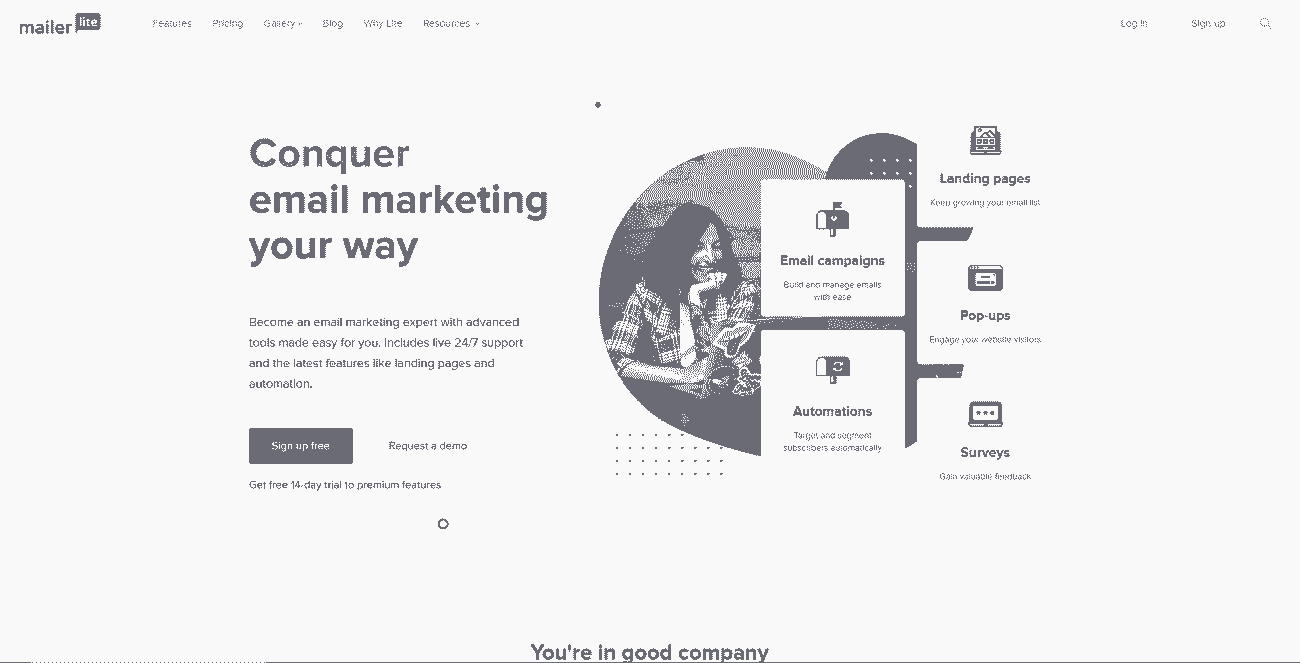 mailer lite
Features Pricing Gallery Blog Why Lite Resources
Log in Sign up
Conquer
email marketing
your way
Become an email marketing expert with advanced
tools made easy for you. Includes live 24/7 support
and the latest features like landing pages and
automation.
Sign up free
Request a demo
Get free 14-day trial to premium features
Email campaigns
Build and manage emails
with ease
Automations
Target and segment
subscribers automatically
Landing pages
Keep growing your email list
Pop-ups
Engage your website visitors
Surveys
Gain valuable feedback
You're in good company